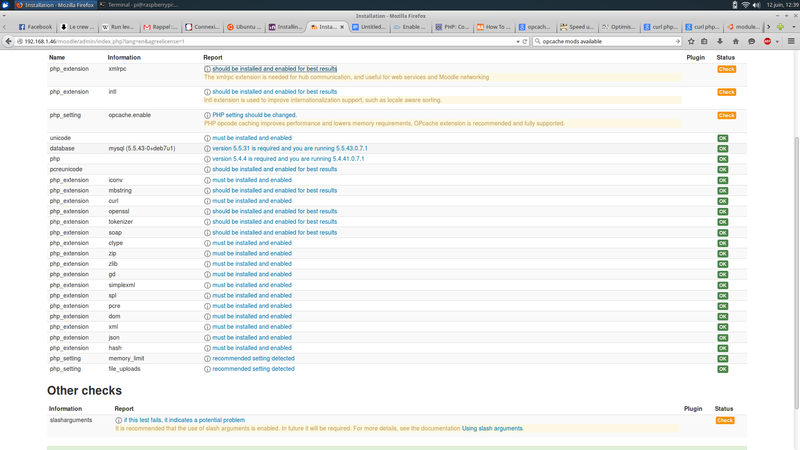 Installation - Mozilla Firefox
Terminal - pi@raspberrypi:...
12 juin, 12:39
Installation - Mozilla Firefox
Facebook
Le crew ...
Run lev...
Rappel :...
Connexi...
Ubuntu ...
Installin...
Insta...
Untitled...
Enable ...
PHP: Co...
How To ...
opcach...
Speed u...
Optimis...
curl php...
curl php...
module...
192.168.1.46/moodle/admin/index.php?lang=en&agreelicense=1
opcache mods available
Name Information Report Plugin Status
php_extension xmlrpc should be installed and enabled for best results Check
The xmlrpc extension is needed for hub communication, and useful for web services and Moodle networking
php_extension intl should be installed and enabled for best results Check
Intl extension is used to improve internationalization support, such as locale aware sorting.
php_setting opcache.enable PHP setting should be changed. Check
PHP opcode caching improves performance and lowers memory requirements, OPcache extension is recommended and fully supported.
unicode must be installed and enabled OK
database mysql (5.5.43-0+deb7u1) version 5.5.31 is required and you are running 5.5.43.0.7.1 OK
php version 5.4.4 is required and you are running 5.4.41.0.7.1 OK
pcreunicode should be installed and enabled for best results OK
php_extension iconv must be installed and enabled OK
php_extension mbstring should be installed and enabled for best results OK
php_extension curl must be installed and enabled OK
php_extension openssl should be installed and enabled for best results OK
php_extension tokenizer should be installed and enabled for best results OK
php_extension soap should be installed and enabled for best results OK
php_extension ctype must be installed and enabled OK
php_extension zip must be installed and enabled OK
php_extension zlib must be installed and enabled OK
php_extension gd must be installed and enabled OK
php_extension simplexml must be installed and enabled OK
php_extension spl must be installed and enabled OK
php_extension pcre must be installed and enabled OK
php_extension dom must be installed and enabled OK
php_extension xml must be installed and enabled OK
php_extension json must be installed and enabled OK
php_extension hash must be installed and enabled OK
php_setting memory_limit recommended setting detected OK
php_setting file_uploads recommended setting detected OK
Other checks
Information Report Plugin Status
slasharguments if this test fails, it indicates a potential problem Check
It is recommended that the use of slash arguments is enabled. In future it will be required. For more details, see the documentation Using slash arguments.